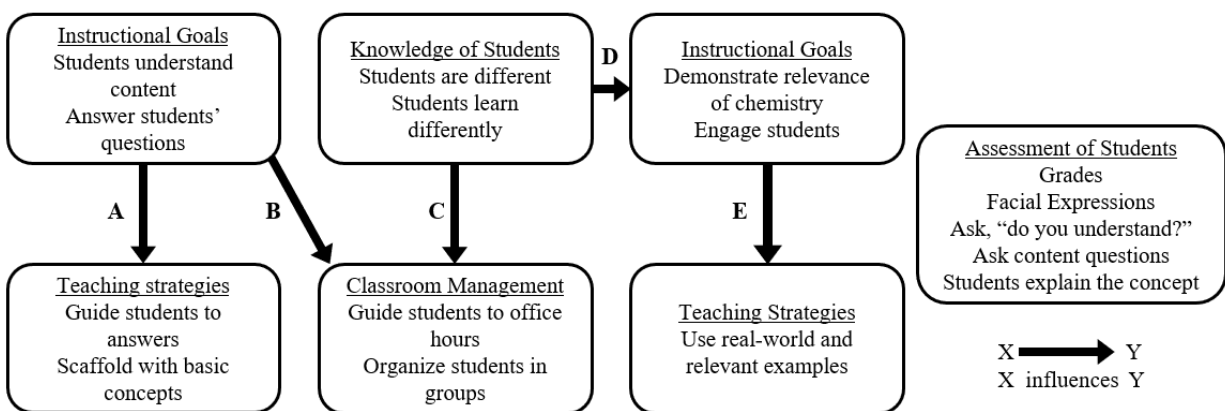 Instructional Goals
Students understand
content
Answer students’
questions
Knowledge of Students
Students are different
Students learn
differently
D
Instructional Goals
Demonstrate relevance
of chemistry
Engage students
Assessment of Students
Grades
Facial Expressions
Ask, “do you understand?”
Ask content questions
Students explain the concept
A
B
C
E
Teaching strategies
Guide students to
answers
Scaffold with basic
concepts
Classroom Management
Guide students to office
hours
Organize students in
groups
Teaching Strategies
Use real-world and
relevant examples
X Y
X influences Y